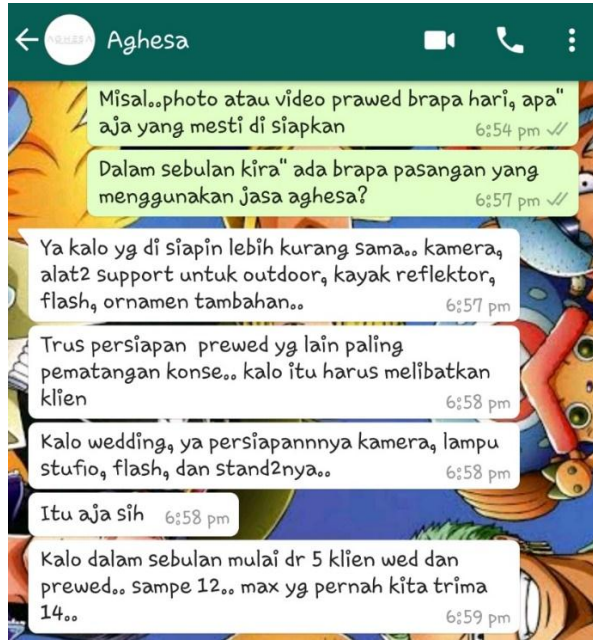 AGHESA
Aghesa
Misal..photo atau video prawed brapa hari, apa"
aja yang mesti di siapkan
6:54 pm
Dalam sebulan kira" ada brapa pasangan yang
menggunakan jasa aghesa?
6:57 pm
Ya kalo yg di siapin lebih kurang sama.. kamera,
alat2 support untuk outdoor, kayak reflektor,
flash, ornamen tambahan..
6:57 pm
Trus persiapan prewed yg lain paling
pematangan konse.. kalo itu harus melibatkan
klien
6:58 pm
Kalo wedding, ya persiapannnya kamera, lampu
stufio, flash, dan stand2nya..
6:58 pm
Itu aja sih 6:58 pm
Kalo dalam sebulan mulai dr 5 klien wed dan
prewed.. sampe 12.. max yg pernah kita trima
14..
6:59 pm